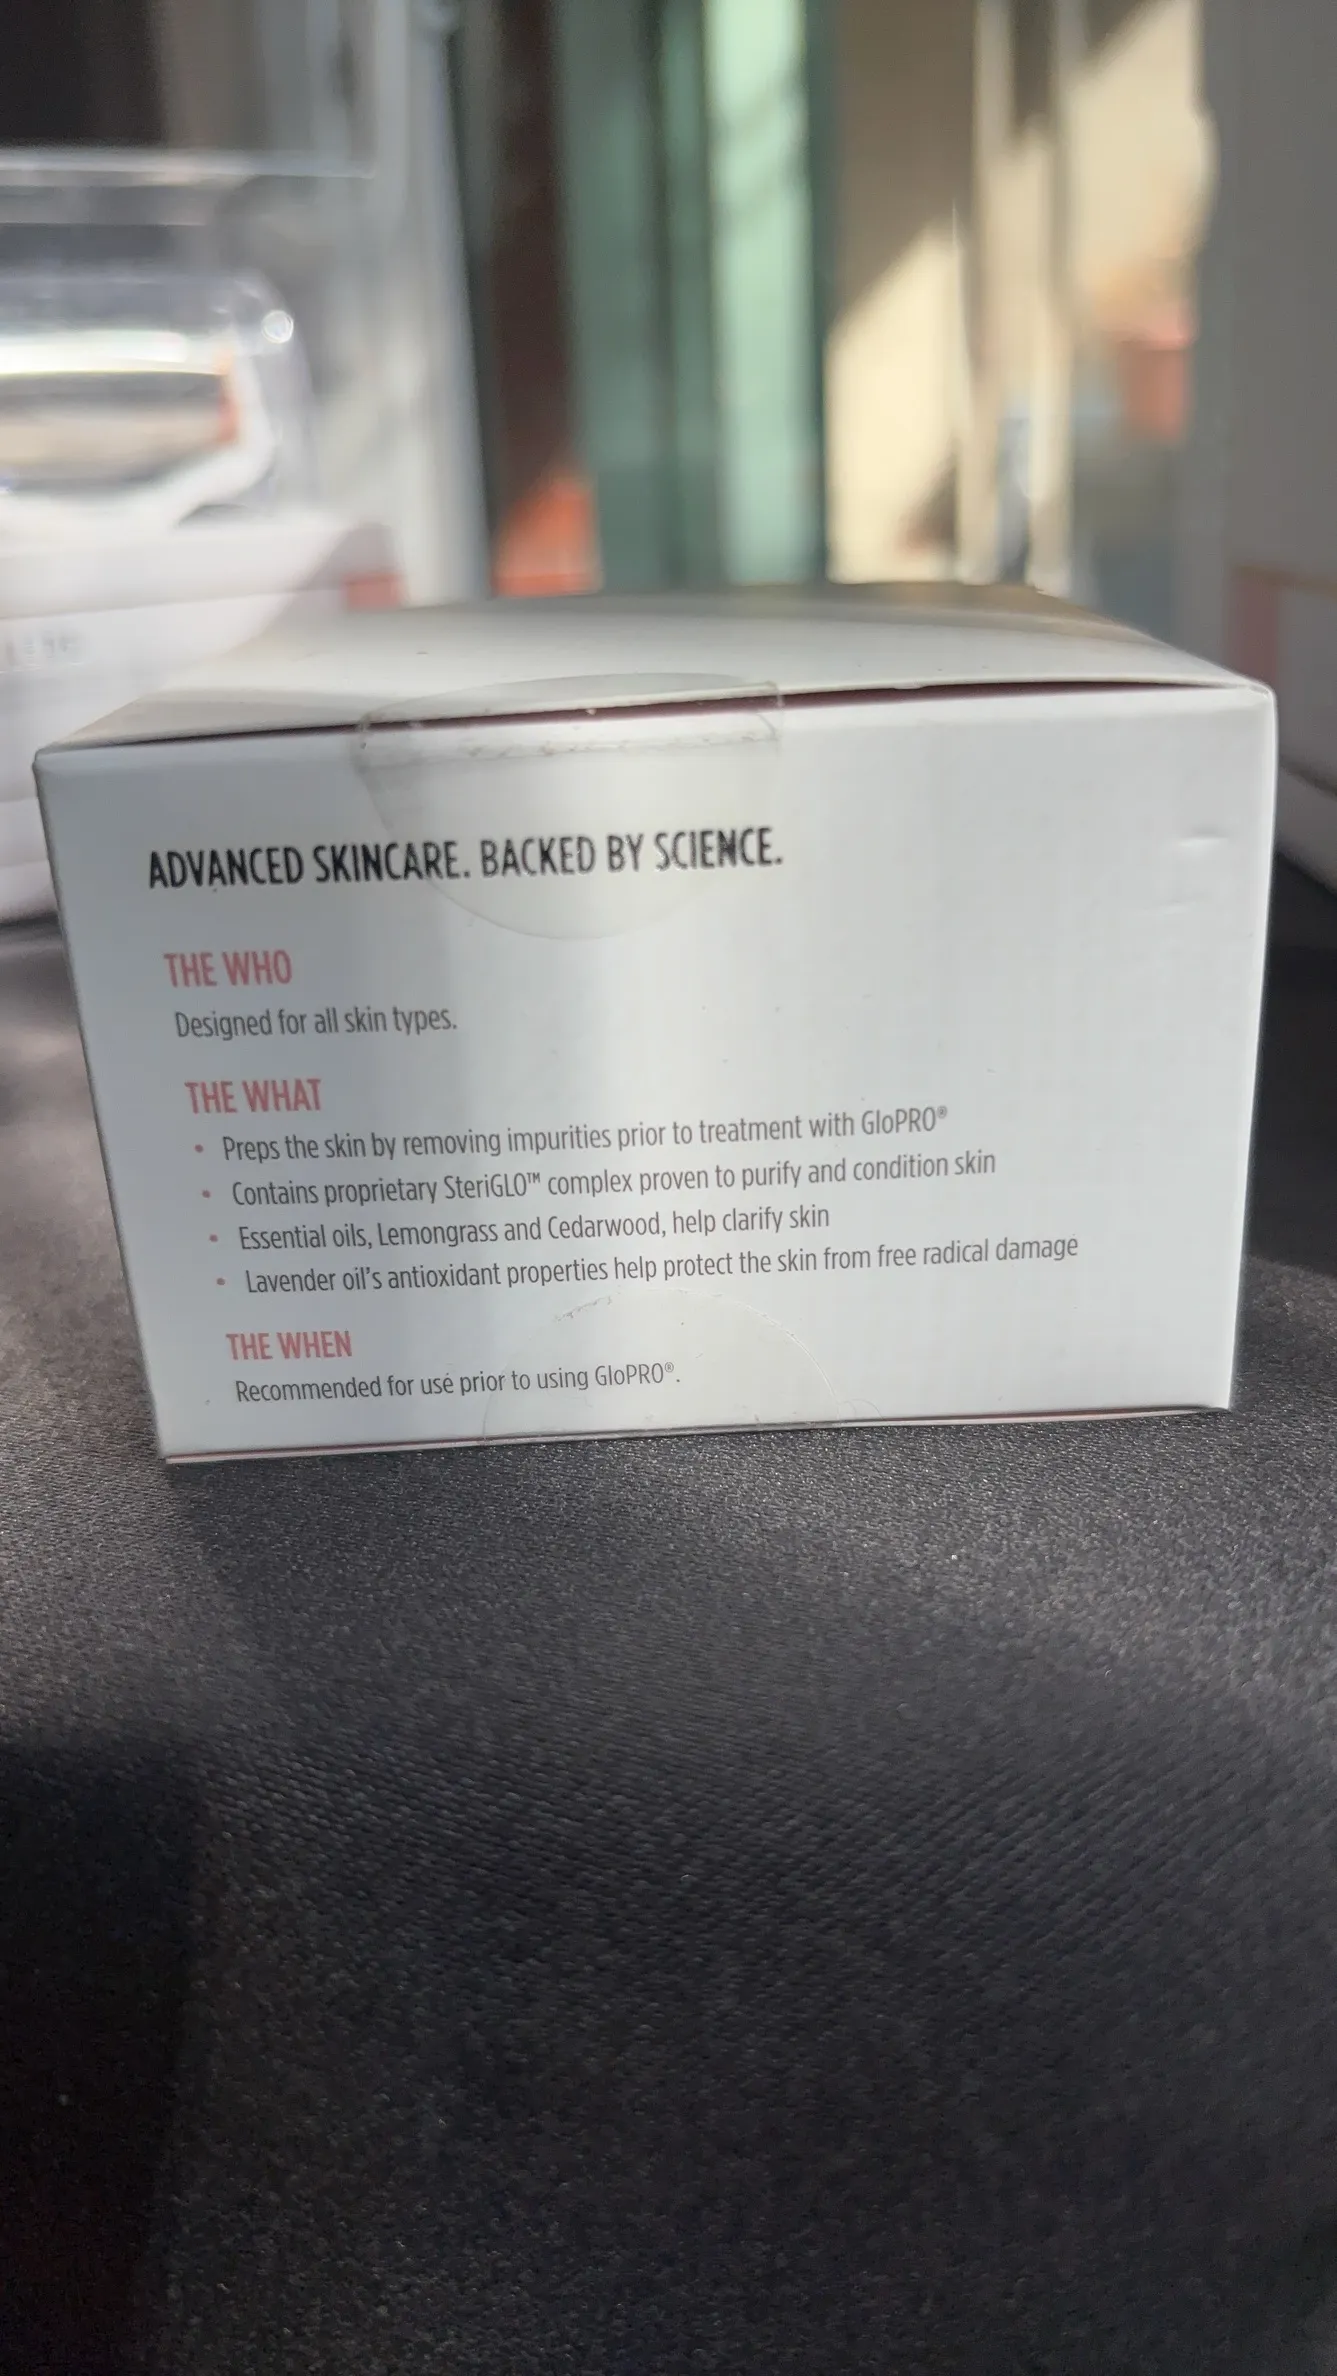 ADVANCED SKINCARE. BACKED BY SCIENCE.
THE WHO
Designed for all skin types.
THE WHAT
• Preps the skin by removing impurities prior to treatment with GloPRO®
• Contains proprietary SteriGLO™ complex proven to purify and condition skin
• Essential oils, Lemongrass and Cedarwood, help clarify skin
• Lavender oil's antioxidant properties help protect the skin from free radical damage
THE WHEN
Recommended for use prior to using GloPRO®.